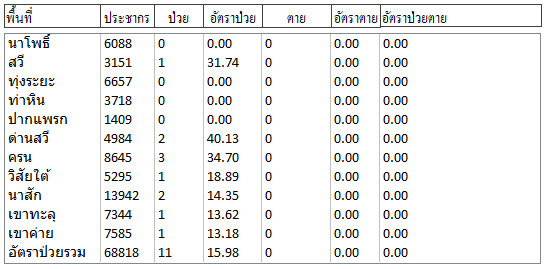 พื้นที่ ประชากร ป่วย อัตราป่วย ตาย อัตราตาย อัตราป่วยตาย
นาโพธิ์ 6088 0 0.00 0 0.00 0.00
สวี 3151 1 31.74 0 0.00 0.00
ทุ่งระยะ 6657 0 0.00 0 0.00 0.00
ท่าหิน 3718 0 0.00 0 0.00 0.00
ปากแพรก 1409 0 0.00 0 0.00 0.00
ด่านสวี 4984 2 40.13 0 0.00 0.00
ครน 8645 3 34.70 0 0.00 0.00
วิสัยใต้ 5295 1 18.89 0 0.00 0.00
นาสัก 13942 2 14.35 0 0.00 0.00
เขาทะลุ 7344 1 13.62 0 0.00 0.00
เขาค่าย 7585 1 13.18 0 0.00 0.00
อัตราป่วยรวม 68818 11 15.98 0 0.00 0.00